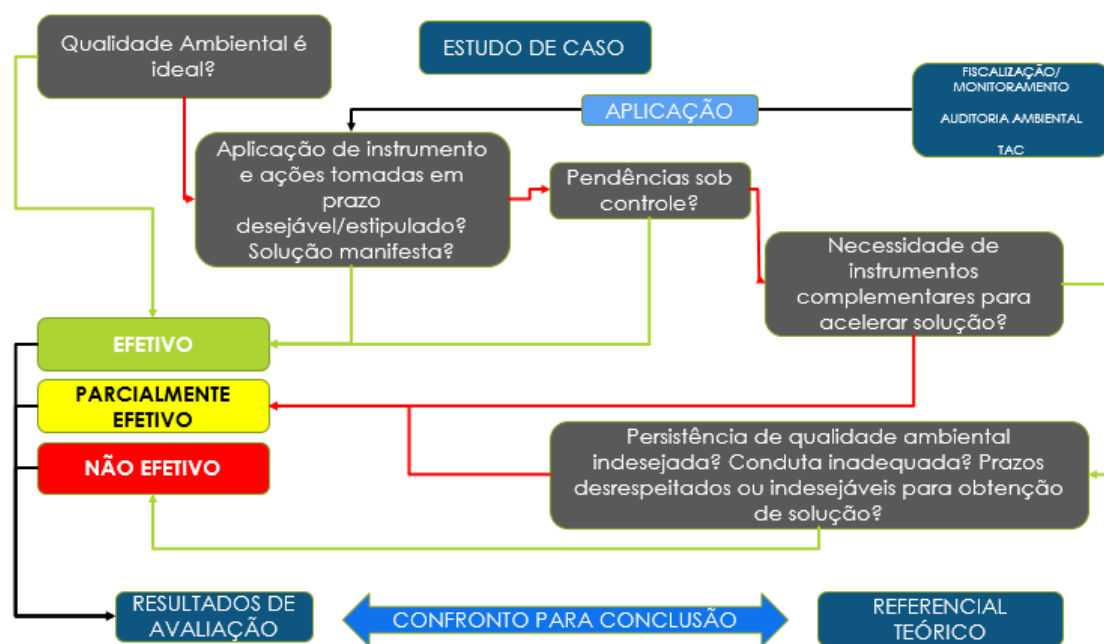 Qualidade Ambiental é
ideal?
ESTUDO DE CASO
FISCALIZAÇÃO/
MONITORAMENTO
AUDITORIA AMBIENTAL
TAC
APLICAÇÃO
Aplicação de instrumento
e ações tomadas em
prazo
desejável/estipulado?
Solução manifesta?
Pendências sob
controle?
Necessidade de
instrumentos
complementares para
acelerar solução?
EFETIVO
PARCIALMENTE
EFETIVO
NÃO EFETIVO
Persistência de qualidade ambiental
indesejada? Conduta inadequada? Prazos
desrespeitados ou indesejáveis para obtenção
de solução?
RESULTADOS DE
AVALIAÇÃO
CONFRONTO PARA CONCLUSÃO
REFERENCIAL
TEÓRICO